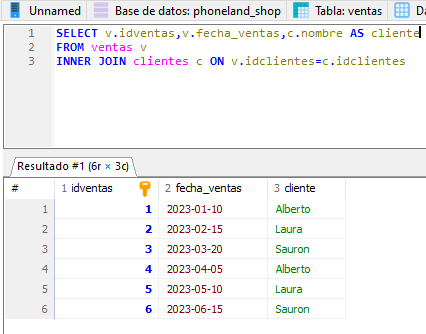 Unnamed Base de datos: phoneland_shop Tabla: ventas Da
1 SELECT v.idventas,v.fecha_ventas,c.nombre AS cliente
2 FROM ventas v
3 INNER JOIN clientes c ON v.idclientes=c.idclientes
Resultado #1 (6r × 3c)
# 1 idventas 2 fecha_ventas 3 cliente
1 1 2023-01-10 Alberto
2 2 2023-02-15 Laura
3 3 2023-03-20 Sauron
4 4 2023-04-05 Alberto
5 5 2023-05-10 Laura
6 6 2023-06-15 Sauron